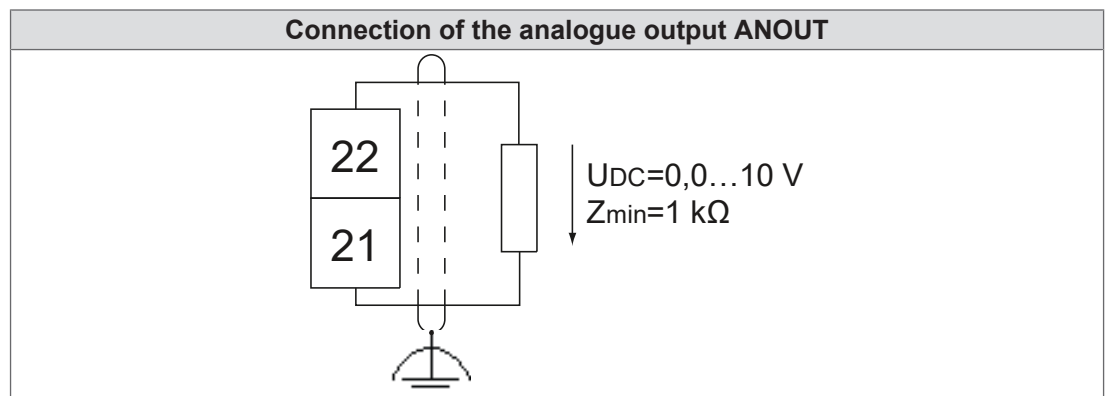 Connection of the analogue output ANOUT
22
21
UDC=0,0…10 V
Zmin=1 kΩ